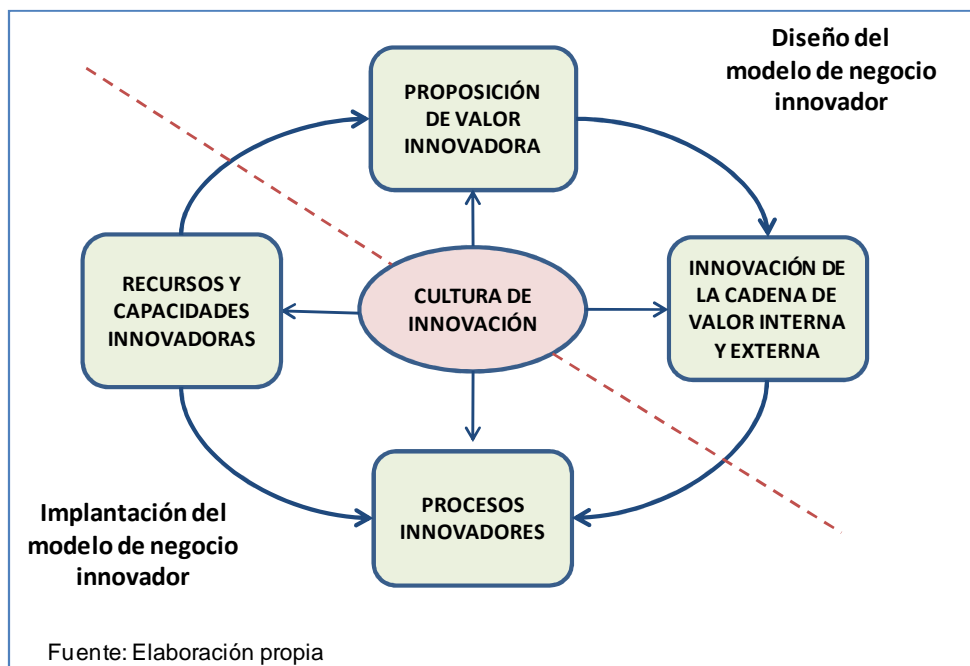 Diseño del
modelo de negocio
innovador
PROPOSICIÓN
DE VALOR
INNOVADORA
RECURSOS Y
CAPACIDADES
INNOVADORAS
CULTURA DE
INNOVACIÓN
INNOVACIÓN DE
LA CADENA DE
VALOR INTERNA
Y EXTERNA
PROCESOS
INNOVADORES
Implantación del
modelo de negocio
innovador
Fuente: Elaboración propia